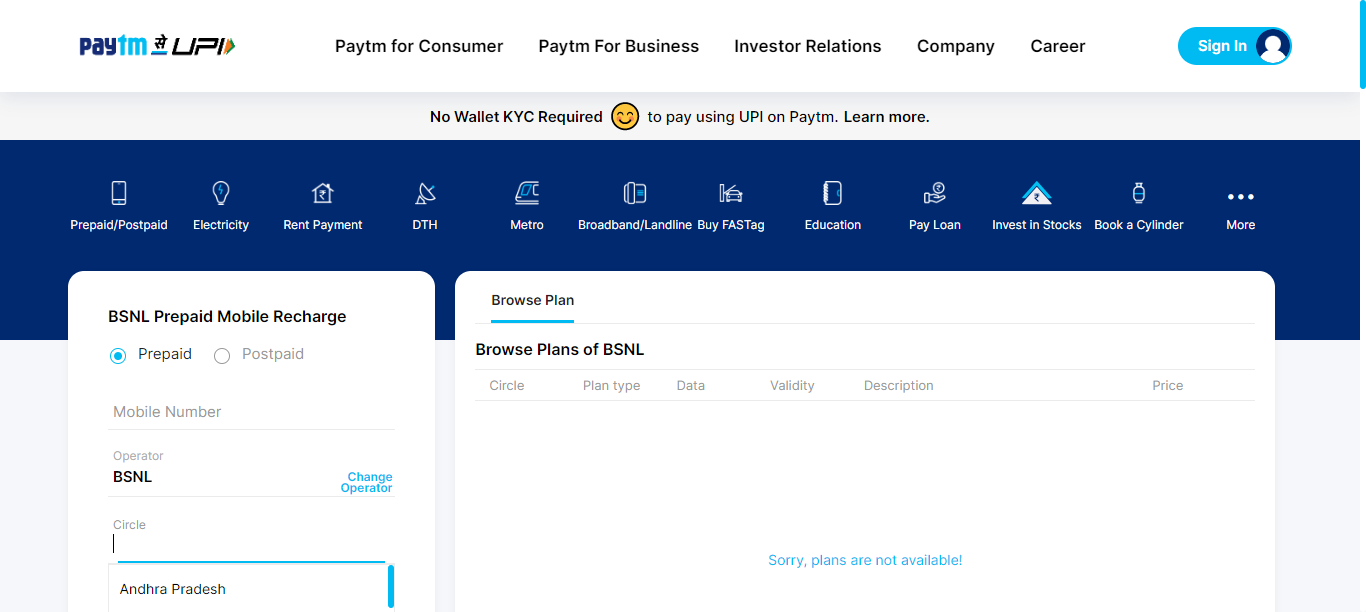 paytm से UPI
Paytm for Consumer
Paytm For Business
Investor Relations
Company
Career
Sign In
No Wallet KYC Required to pay using UPI on Paytm. Learn more.
Prepaid/Postpaid
Electricity
Rent Payment
DTH
Metro
Broadband/Landline
Buy FASTag
Education
Pay Loan
Invest in Stocks
Book a Cylinder
More
BSNL Prepaid Mobile Recharge
Prepaid
Postpaid
Mobile Number
Operator
BSNL
Change
Operator
Circle
Andhra Pradesh
Browse Plan
Browse Plans of BSNL
Circle
Plan type
Data
Validity
Description
Price
Sorry, plans are not available!